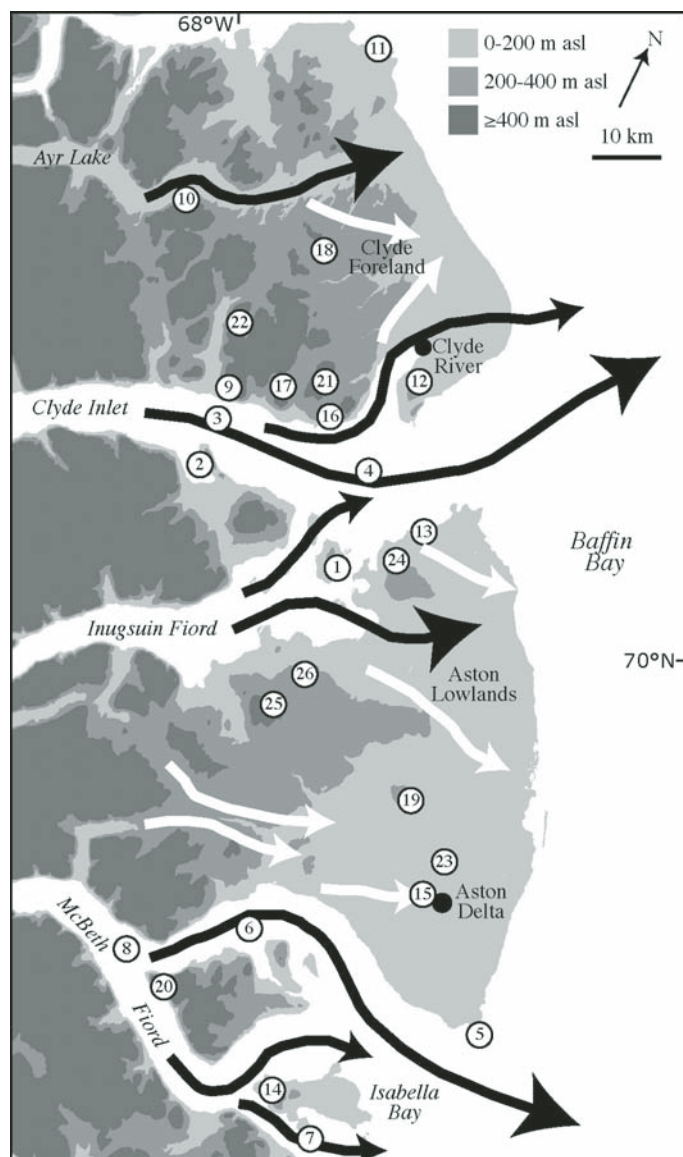 68°W
11
0-200 m asl
200-400 m asl
≥400 m asl
N
10 km
Ayr Lake
10
18
Clyde
Foreland
22
Clyde
River
9
17
21
12
16
Clyde Inlet
3
2
4
13
24
1
Baffin
Bay
Inugsuin Fiord
70°N
26
25
Aston
Lowlands
19
23
15
Aston
Delta
McBeth
Fiord
8
6
20
5
14
Isabella
Bay
7